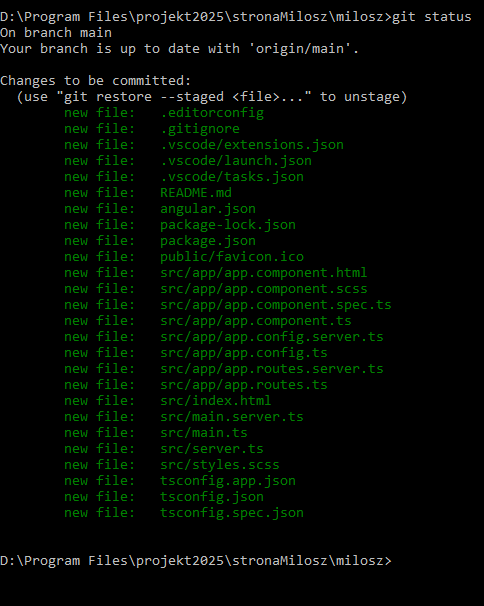 D:\Program Files\projekt2025\stronaMilosz\milosz>git status
On branch main
Your branch is up to date with 'origin/main'.
Changes to be committed:
  (use "git restore --staged <file>..." to unstage)
        new file:   .editorconfig
        new file:   .gitignore
        new file:   .vscode/extensions.json
        new file:   .vscode/launch.json
        new file:   .vscode/tasks.json
        new file:   README.md
        new file:   angular.json
        new file:   package-lock.json
        new file:   package.json
        new file:   public/favicon.ico
        new file:   src/app/app.component.html
        new file:   src/app/app.component.scss
        new file:   src/app/app.component.spec.ts
        new file:   src/app/app.component.ts
        new file:   src/app/app.config.server.ts
        new file:   src/app/app.config.ts
        new file:   src/app/app.routes.server.ts
        new file:   src/app/app.routes.ts
        new file:   src/index.html
        new file:   src/main.server.ts
        new file:   src/main.ts
        new file:   src/server.ts
        new file:   src/styles.scss
        new file:   tsconfig.app.json
        new file:   tsconfig.json
        new file:   tsconfig.spec.json
D:\Program Files\projekt2025\stronaMilosz\milosz>